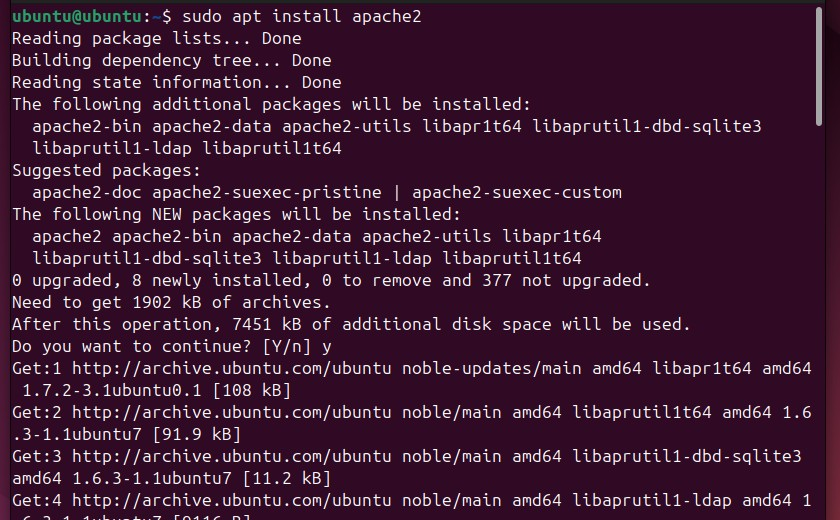 ubuntu@ubuntu:~$ sudo apt install apache2
Reading package lists... Done
Building dependency tree... Done
Reading state information... Done
The following additional packages will be installed:
  apache2-bin apache2-data apache2-utils libapr1t64 libaprutil1-dbd-sqlite3
  libaprutil1-ldap libaprutil1t64
Suggested packages:
  apache2-doc apache2-suexec-pristine | apache2-suexec-custom
The following NEW packages will be installed:
  apache2 apache2-bin apache2-data apache2-utils libapr1t64
  libaprutil1-dbd-sqlite3 libaprutil1-ldap libaprutil1t64
0 upgraded, 8 newly installed, 0 to remove and 377 not upgraded.
Need to get 1902 kB of archives.
After this operation, 7451 kB of additional disk space will be used.
Do you want to continue? [Y/n] y
Get:1 http://archive.ubuntu.com/ubuntu noble-updates/main amd64 libapr1t64 amd64
 1.7.2-3.1ubuntu0.1 [108 kB]
Get:2 http://archive.ubuntu.com/ubuntu noble/main amd64 libaprutil1t64 amd64 1.6
.3-1.1ubuntu7 [91.9 kB]
Get:3 http://archive.ubuntu.com/ubuntu noble/main amd64 libaprutil1-dbd-sqlite3
amd64 1.6.3-1.1ubuntu7 [11.2 kB]
Get:4 http://archive.ubuntu.com/ubuntu noble/main amd64 libaprutil1-ldap amd64 1